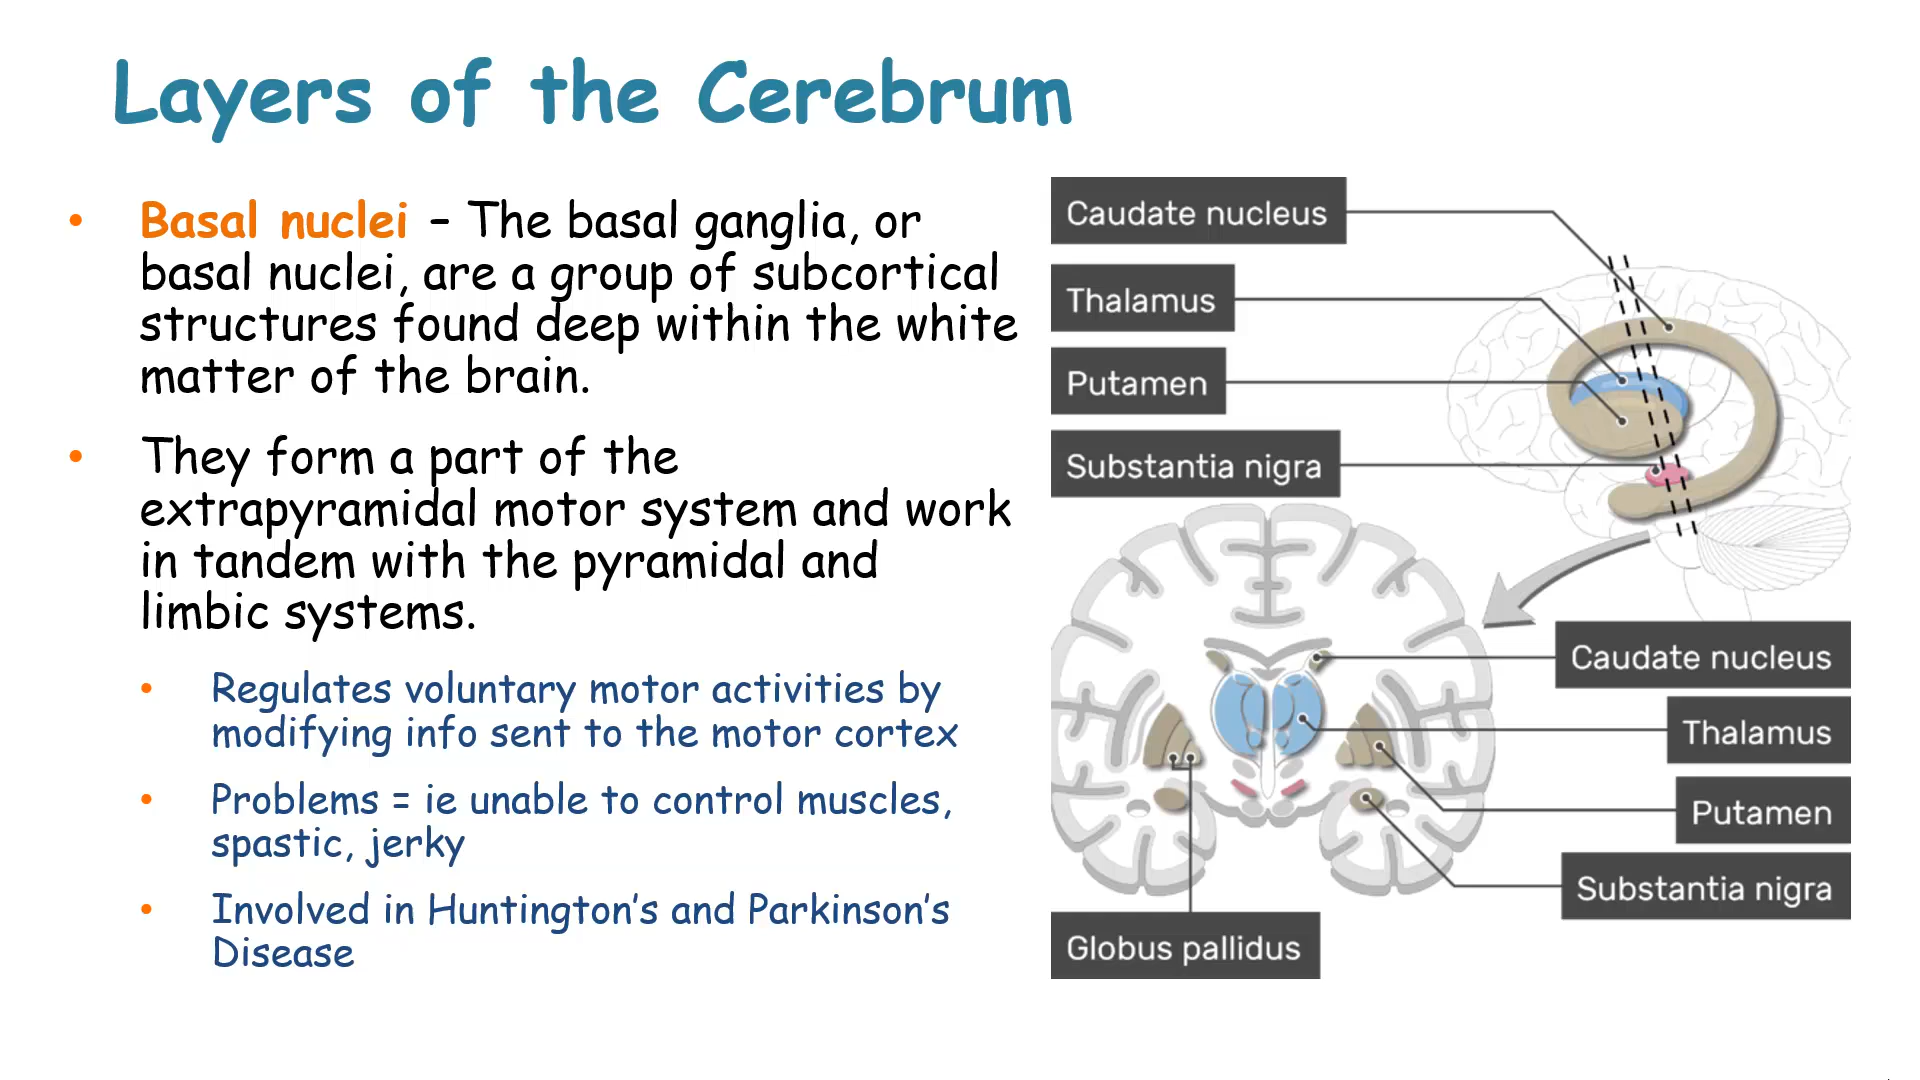 Layers of the Cerebrum
• Basal nuclei – The basal ganglia, or
basal nuclei, are a group of subcortical
structures found deep within the white
matter of the brain.
• They form a part of the
extrapyramidal motor system and work
in tandem with the pyramidal and
limbic systems.
• Regulates voluntary motor activities by
modifying info sent to the motor cortex
• Problems = ie unable to control muscles,
spastic, jerky
• Involved in Huntington’s and Parkinson’s
Disease
Caudate nucleus
Thalamus
Putamen
Substantia nigra
Caudate nucleus
Thalamus
Putamen
Substantia nigra
Globus pallidus